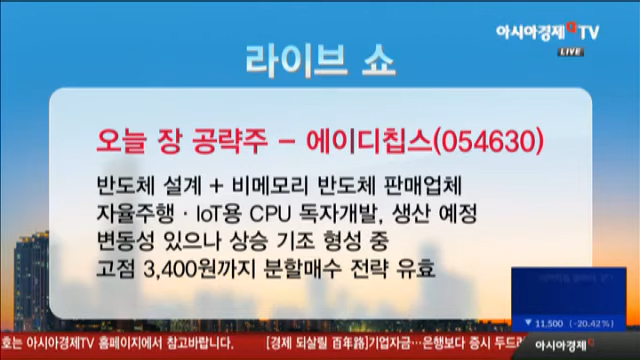 아시아경제 TV
LIVE
라이브 쇼
오늘 장 공략주 - 에이디칩스(054630)
반도체 설계 + 비메모리 반도체 판매업체
자율주행 · IoT용 CPU 독자개발, 생산 예정
변동성 있으나 상승 기조 형성 중
고점 3,400원까지 분할매수 전략 유효
▼ 11,500 (-20.42%)
호는 아시아경제TV 홈페이지에서 참고바랍니다. [경제 되살릴 百年路]기업자금…은행보다 증시 두드
아시아경제